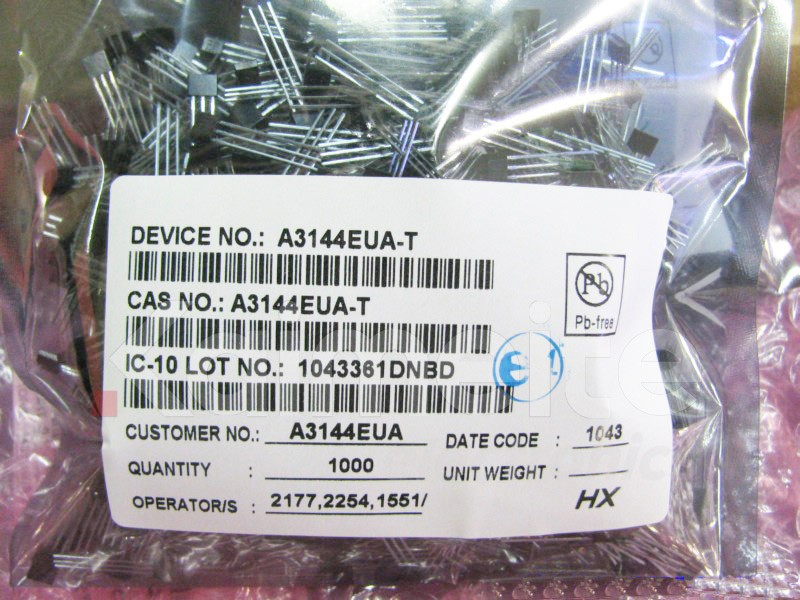 DEVICE NO.: A3144EUA-T
CAS NO.: A3144EUA-T
Pb
Pb-free
IC-10 LOT NO.: 1043361DNBD
CUSTOMER NO.: A3144EUA
DATE CODE : 1043
QUANTITY : 1000
UNIT WEIGHT :
OPERATOR/S : 2177,2254,1551/
HX